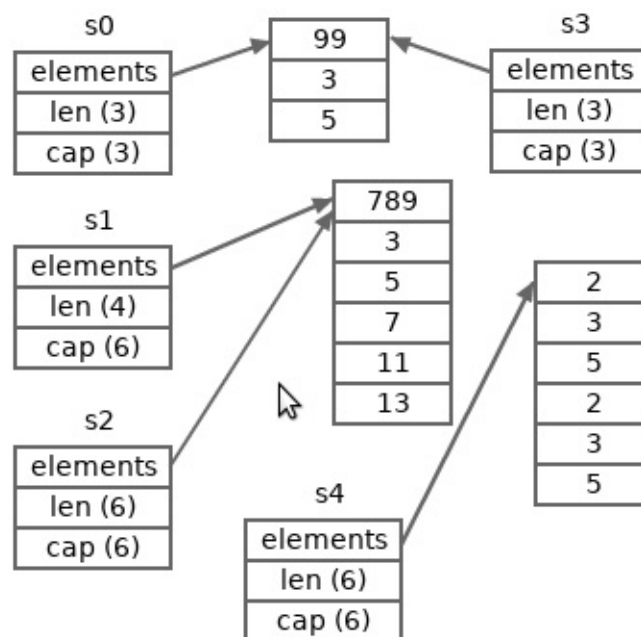 s0
elements
len (3)
cap (3)
99
3
5
s3
elements
len (3)
cap (3)
s1
elements
len (4)
cap (6)
789
3
5
7
11
13
2
3
5
2
3
5
s2
elements
len (6)
cap (6)
s4
elements
len (6)
cap (6)